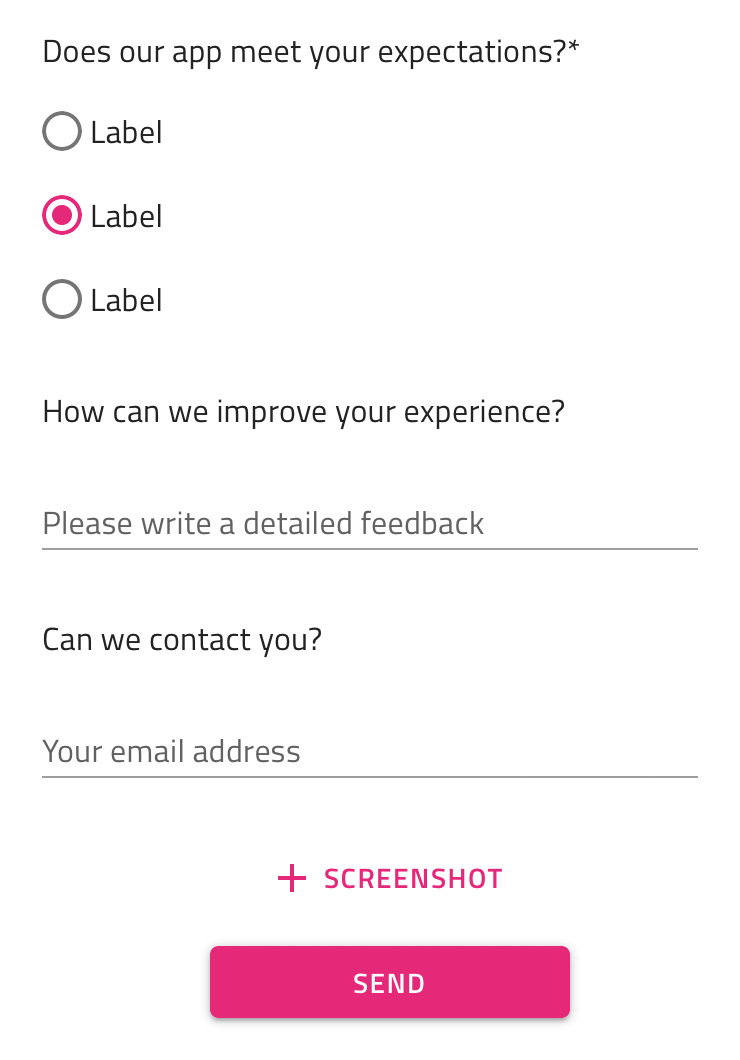 Does our app meet your expectations?*
Label
Label
Label
How can we improve your experience?
Please write a detailed feedback
Can we contact you?
Your email address
SCREENSHOT
SEND